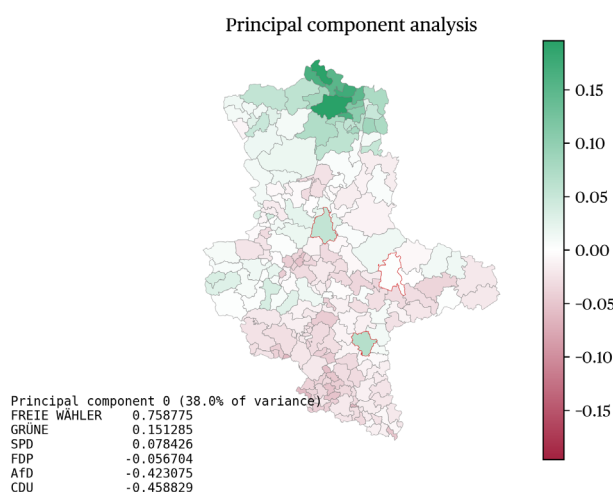 Principal component analysis
0.15
0.10
0.05
0.00
−0.05
−0.10
−0.15
Principal component 0 (38.0% of variance)
FREIE WÄHLER 0.758775
GRÜNE 0.151285
SPD 0.078426
FDP -0.056704
AfD -0.423075
CDU -0.458829